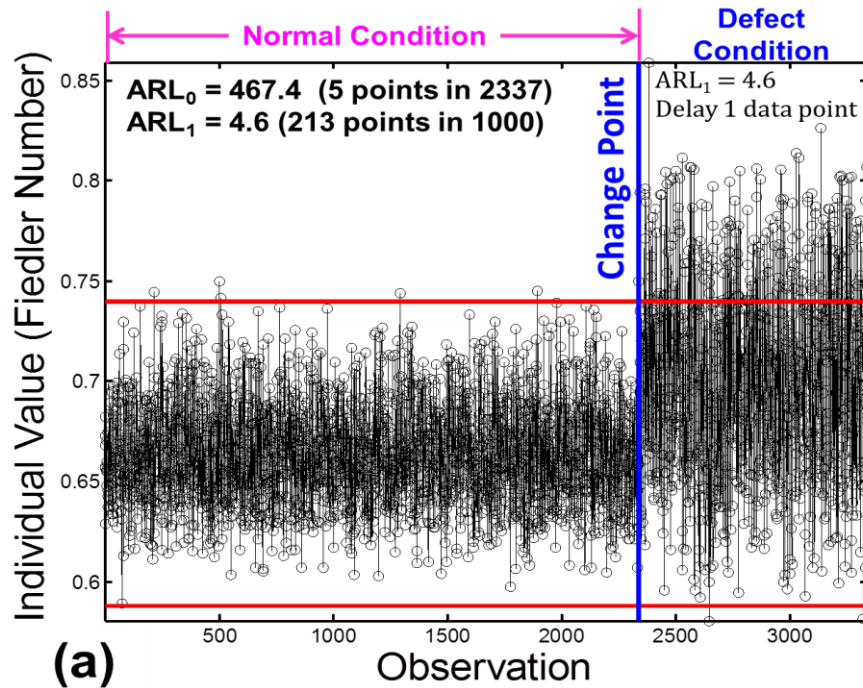 Normal Condition
Defect
Condition
ARL₀ = 467.4 (5 points in 2337)
ARL₁ = 4.6 (213 points in 1000)
ARL₁ = 4.6
Delay 1 data point
Change Point
Individual Value (Fiedler Number)
0.85
0.8
0.75
0.7
0.65
0.6
500 1000 1500 2000 2500 3000
(a)
Observation